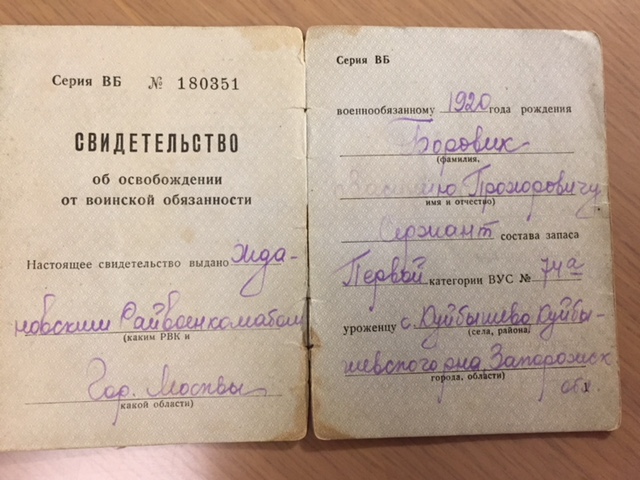 Серия ВБ № 180351
СВИДЕТЕЛЬСТВО
об освобождении
от воинской обязанности
Настоящее свидетельство выдано Жда-
новским Райвоенкоматом
(каким РВК и
Гор. Москвы
какой области)
Серия ВБ
военнообязанному 1920 года рождения
Боровик
(фамилия,
Василию Прохоровичу
имя и отчество)
Сержант состава запаса
Первой категории ВУС № 74а
уроженцу с. Куйбышево Куйбы-
(села, района,
шевского рна, Запорожск
города, области)
обл.